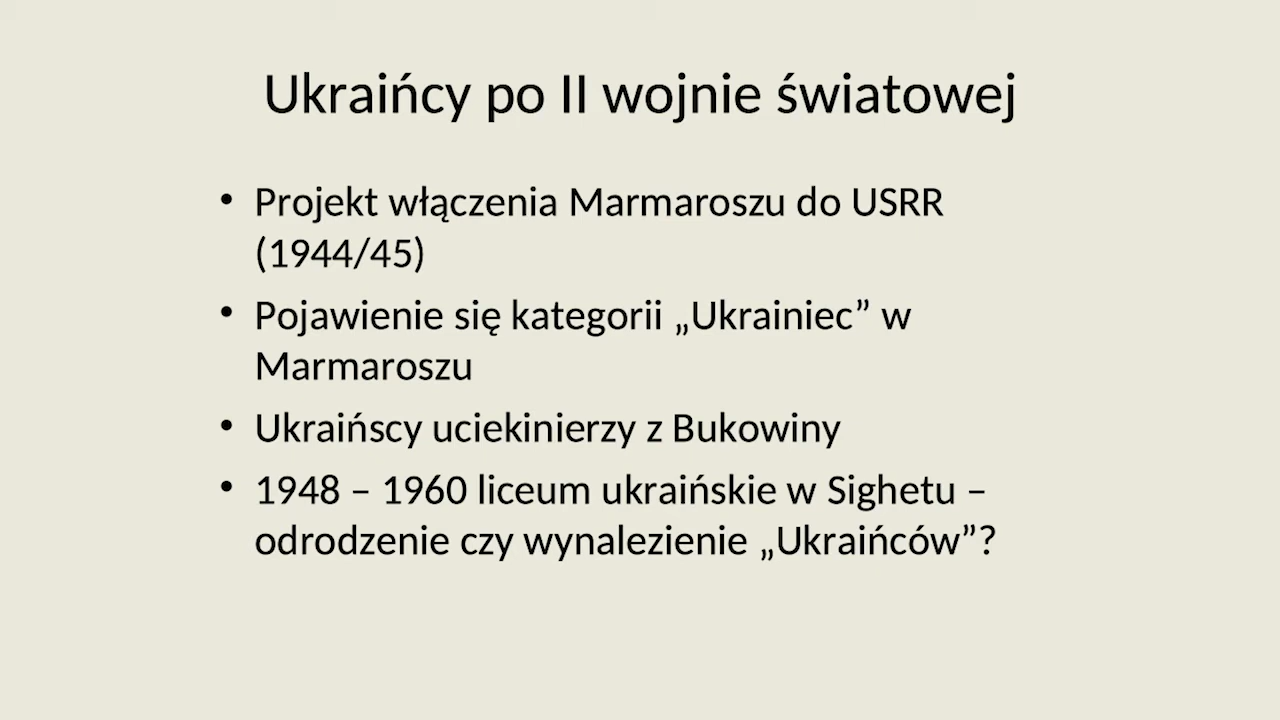 Ukraińcy po II wojnie światowej
• Projekt włączenia Marmaroszu do USRR
(1944/45)
• Pojawienie się kategorii „Ukrainiec” w
Marmaroszu
• Ukraińscy uciekinierzy z Bukowiny
• 1948 – 1960 liceum ukraińskie w Sighetu –
odrodzenie czy wynalezienie „Ukraińców”?